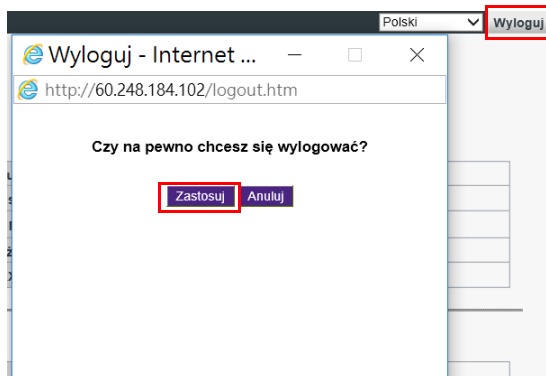 Polski
Wyloguj
Wyloguj - Internet ...
http://60.248.184.102/logout.htm
Czy na pewno chcesz się wylogować?
Zastosuj
Anuluj